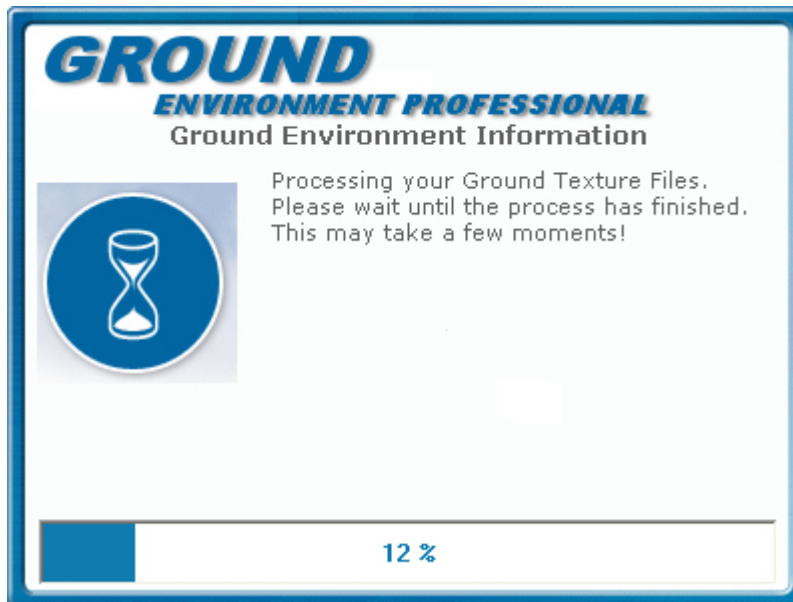 GROUND
ENVIRONMENT PROFESSIONAL
Ground Environment Information
Processing your Ground Texture Files.
Please wait until the process has finished.
This may take a few moments!
12 %